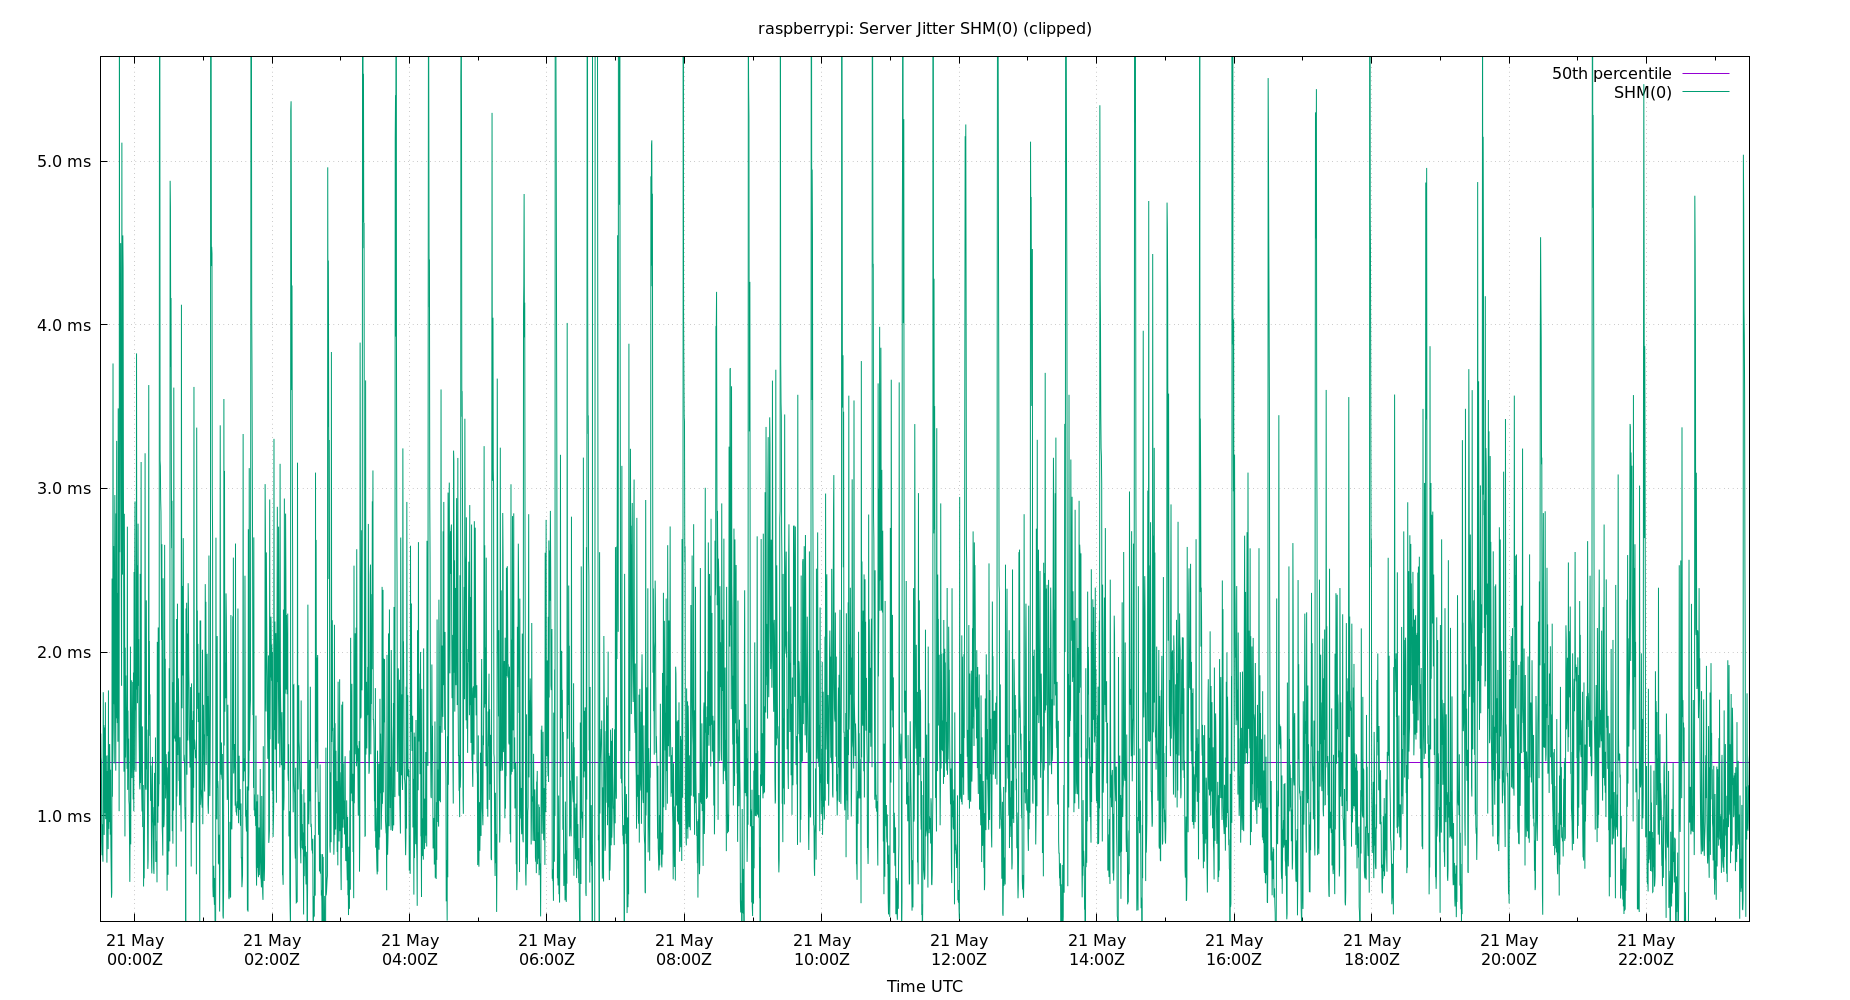 raspberrypi: Server Jitter SHM(0) (clipped)
50th percentile
SHM(0)
5.0 ms
4.0 ms
3.0 ms
2.0 ms
1.0 ms
21 May 21 May 21 May 21 May 21 May 21 May 21 May 21 May 21 May 21 May 21 May 21 May
00:00Z 02:00Z 04:00Z 06:00Z 08:00Z 10:00Z 12:00Z 14:00Z 16:00Z 18:00Z 20:00Z 22:00Z
Time UTC